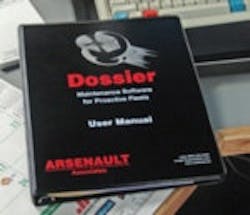 Dossier
Maintenance Software
for Proactive Fleets
User Manual
ARSENAULT
Associates